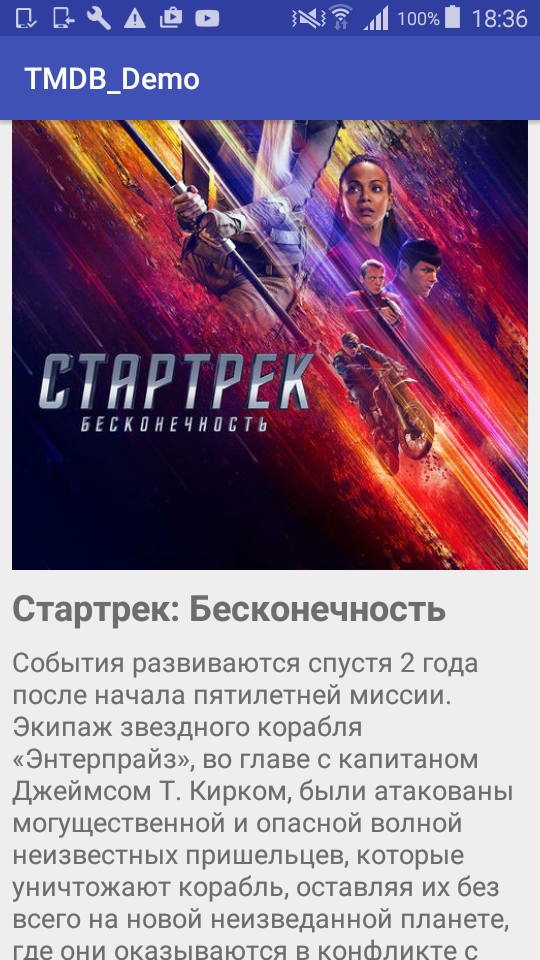 100% 18:36
TMDB_Demo
СТАРТРЕК
БЕСКОНЕЧНОСТЬ
Стартрек: Бесконечность
События развиваются спустя 2 года
после начала пятилетней миссии.
Экипаж звездного корабля
«Энтерпрайз», во главе с капитаном
Джеймсом Т. Кирком, были атакованы
могущественной и опасной волной
неизвестных пришельцев, которые
уничтожают корабль, оставляя их без
всего на новой неизведанной планете,
где они оказываются в конфликте с